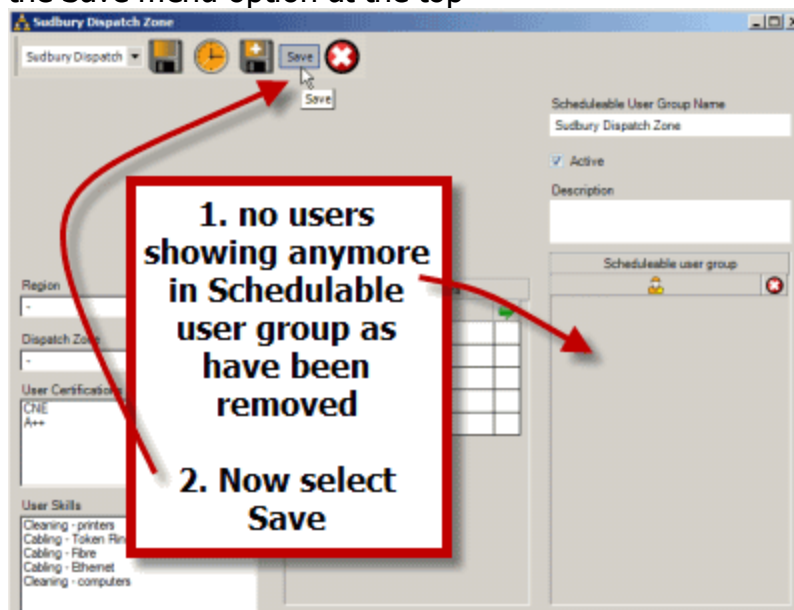 the Save menu option at the top
Sudbury Dispatch Zone
Sudbury Dispatch
Save
Save
Scheduleable User Group Name
Sudbury Dispatch Zone
Active
Description
Scheduleable user group
1. no users
showing anymore
in Schedulable
user group as
have been
removed
2. Now select
Save
Region
-
Dispatch Zone
-
User Certifications
CNE
A++
User Skills
Cleaning - printers
Cabling - Token Rin
Cabling - Fibre
Cabling - Ethernet
Cleaning - computers